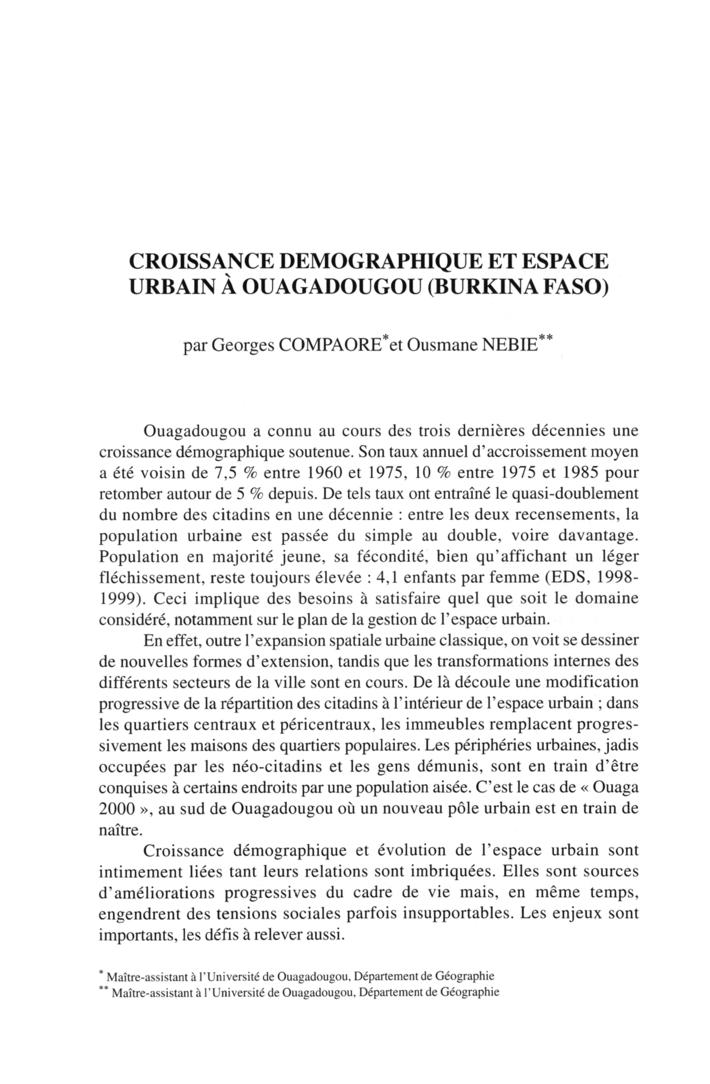 CROISSANCE DEMOGRAPHIQUE ET ESPACE
URBAIN À OUAGADOUGOU (BURKINA FASO)
par Georges COMPAORE* et Ousmane NEBIE**
Ouagadougou a connu au cours des trois dernières décennies une
croissance démographique soutenue. Son taux annuel d'accroissement moyen
a été voisin de 7,5 % entre 1960 et 1975, 10 % entre 1975 et 1985 pour
retomber autour de 5 % depuis. De tels taux ont entraîné le quasi-doublement
du nombre des citadins en une décennie : entre les deux recensements, la
population urbaine est passée du simple au double, voire davantage.
Population en majorité jeune, sa fécondité, bien qu'affichant un léger
fléchissement, reste toujours élevée : 4,1 enfants par femme (EDS, 1998-
1999). Ceci implique des besoins à satisfaire quel que soit le domaine
considéré, notamment sur le plan de la gestion de l'espace urbain.
En effet, outre l'expansion spatiale urbaine classique, on voit se dessiner
de nouvelles formes d'extension, tandis que les transformations internes des
différents secteurs de la ville sont en cours. De là découle une modification
progressive de la répartition des citadins à l'intérieur de l'espace urbain ; dans
les quartiers centraux et péricentraux, les immeubles remplacent progres-
sivement les maisons des quartiers populaires. Les périphéries urbaines, jadis
occupées par les néo-citadins et les gens démunis, sont en train d'être
conquises à certains endroits par une population aisée. C'est le cas de « Ouaga
2000 », au sud de Ouagadougou où un nouveau pôle urbain est en train de
naître.
Croissance démographique et évolution de l'espace urbain sont
intimement liées tant leurs relations sont imbriquées. Elles sont sources
d'améliorations progressives du cadre de vie mais, en même temps,
engendrent des tensions sociales parfois insupportables. Les enjeux sont
importants, les défis à relever aussi.
* Maître-assistant à l'Université de Ouagadougou, Département de Géographie
** Maître-assistant à l'Université de Ouagadougou, Département de Géographie